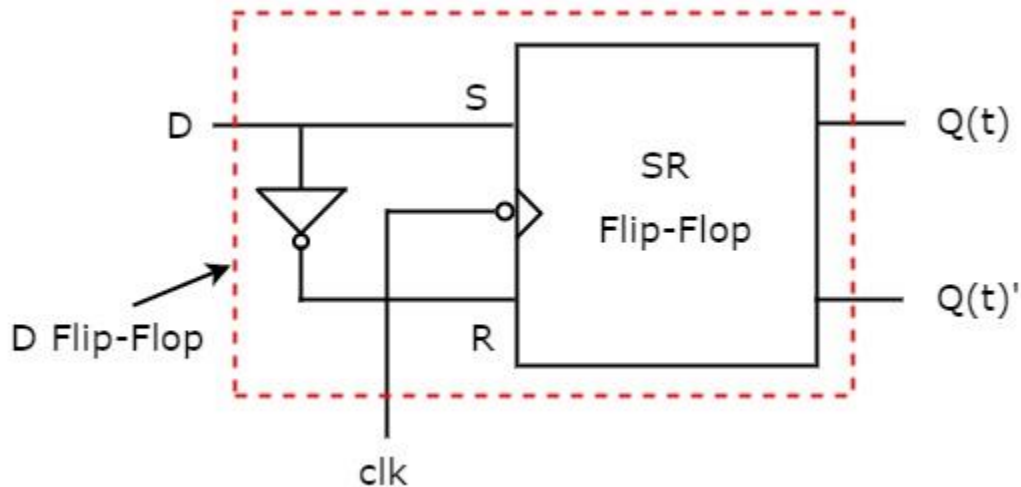 S
D
Q(t)
SR
Flip-Flop
Q(t)'
D Flip-Flop
R
clk